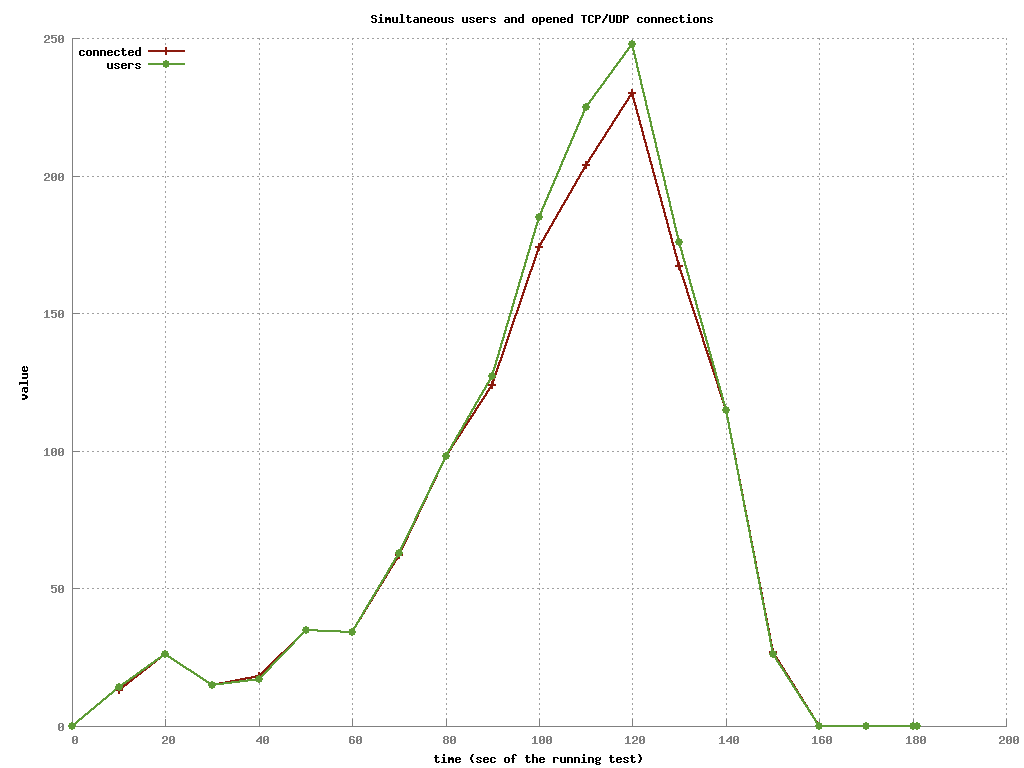 Simultaneous users and opened TCP/UDP connections
connected
users
250
200
150
100
50
0
value
0 20 40 60 80 100 120 140 160 180 200
time (sec of the running test)